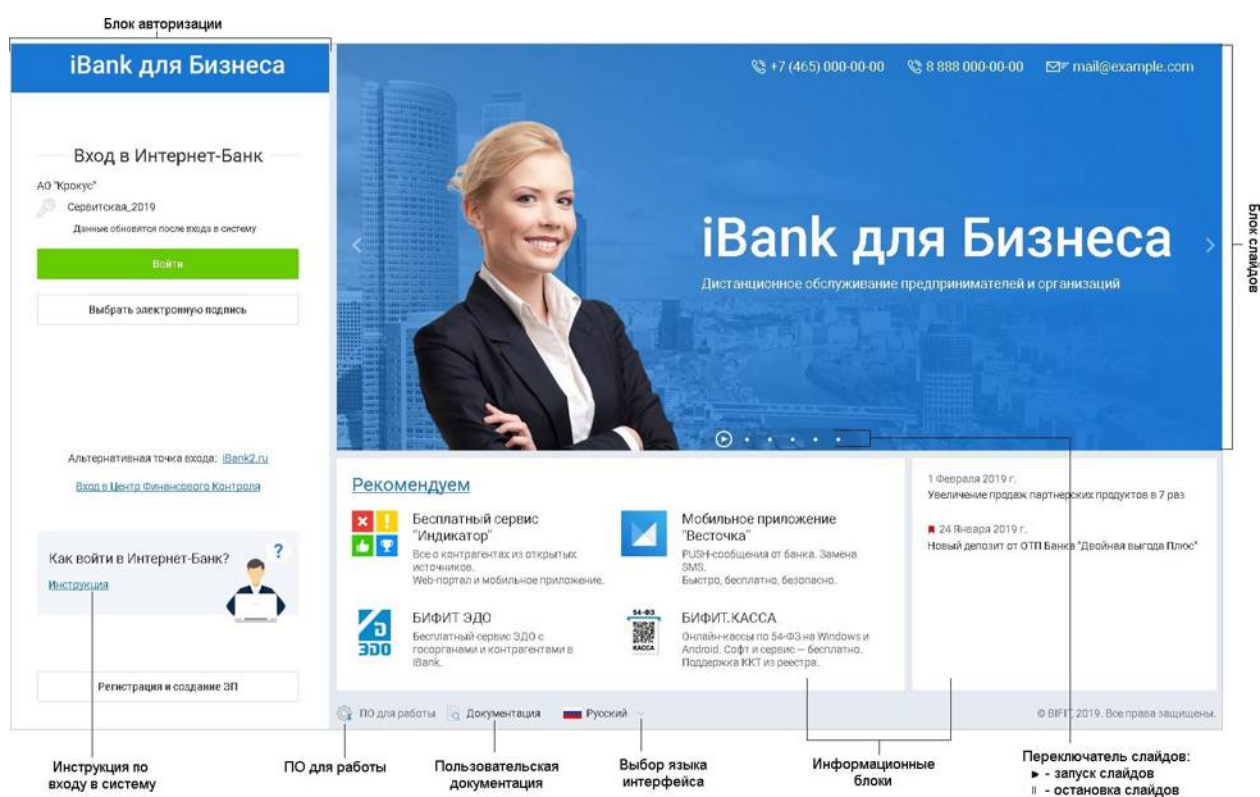 Блок авторизации
iBank для Бизнеса
Вход в Интернет-Банк
АО "Крокус"
Сервитская_2019
Данные обновятся после входа в систему
Войти
Выбрать электронную подпись
Альтернативная точка входа: iBank2.ru
Вход в Центр Финансового Контроля
Как войти в Интернет-Банк?
?
Инструкция
Регистрация и создание ЭП
+7 (465) 000-00-00 8 888 000-00-00 mail@example.com
iBank для Бизнеса
Дистанционное обслуживание предпринимателей и организаций
Блок слайдов
Рекомендуем
Бесплатный сервис
"Индикатор"
Все о контрагентах из открытых
источников.
Web-портал и мобильное приложение.
Мобильное приложение
"Весточка"
PUSH-сообщения от банка. Замена
SMS.
Быстро, бесплатно, безопасно.
ЭДО
БИФИТ ЭДО
Бесплатный сервис ЭДО с
госорганами и контрагентами в
iBank.
54-ФЗ
КАССА
БИФИТ.КАССА
Онлайн-кассы по 54-ФЗ на Windows и
Android. Софт и сервис — бесплатно.
Поддержка ККТ из реестра.
1 Февраля 2019 г.
Увеличение продаж партнерских продуктов в 7 раз
24 Января 2019 г.
Новый депозит от ОТП Банка "Двойная выгода Плюс"
ПО для работы Документация Русский
© BIFIT, 2019. Все права защищены.
Инструкция по
входу в систему
ПО для работы
Пользовательская
документация
Выбор языка
интерфейса
Информационные
блоки
Переключатель слайдов:
► - запуск слайдов
॥ - остановка слайдов